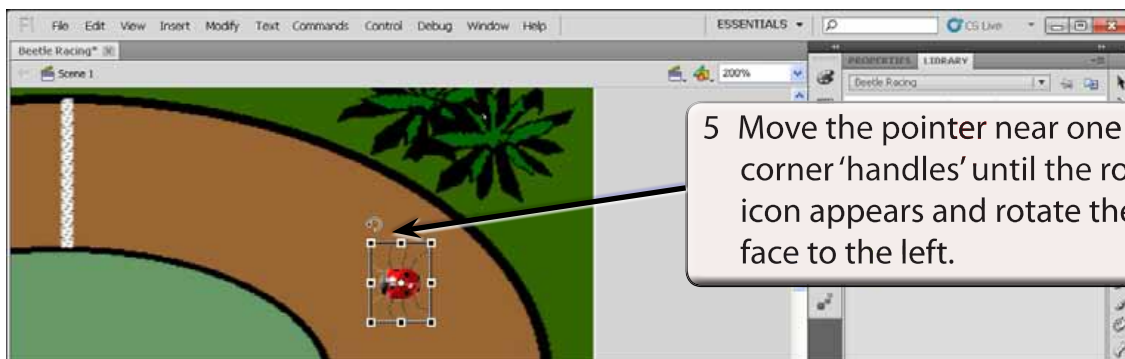 Fl File Edit View Insert Modify Text Commands Control Debug Window Help ESSENTIALS CS Live
Beetle Racing*
Scene 1 200%
PROPERTIES LIBRARY
Beetle Racing
5 Move the pointer near one
corner 'handles' until the ro
icon appears and rotate the
face to the left.